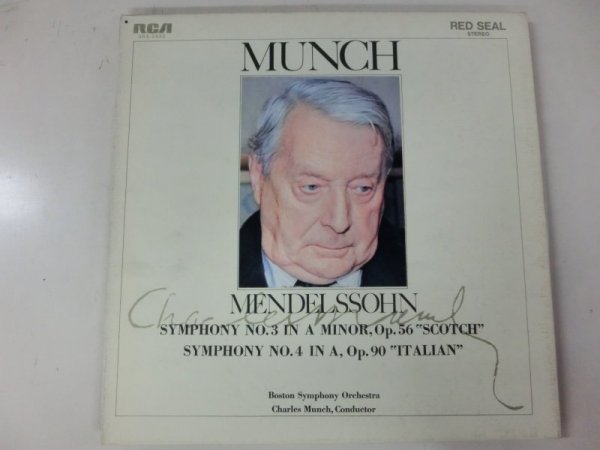 RCA
RED SEAL
STEREO
MUNCH
MENDELSSOHN
Charles Munch
SYMPHONY NO.3 IN A MINOR, Op.56 "SCOTCH"
SYMPHONY NO.4 IN A, Op.90 "ITALIAN"
Boston Symphony Orchestra
Charles Munch, Conductor